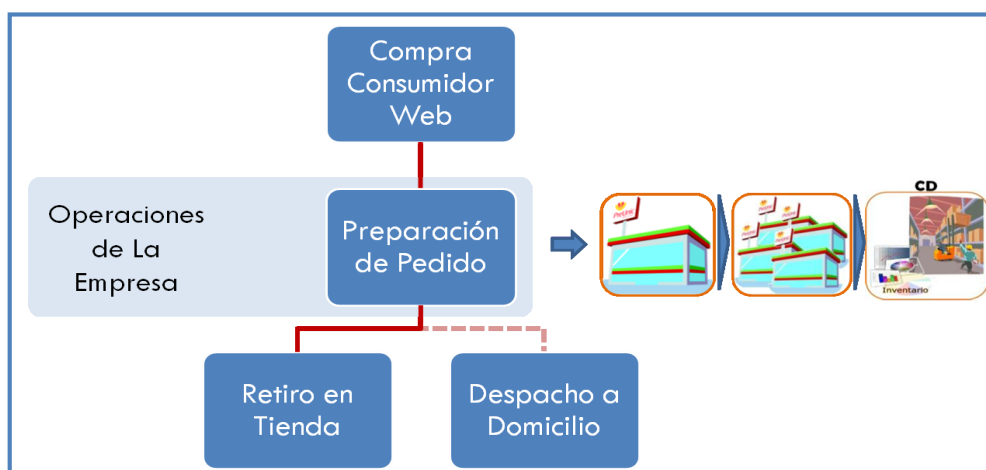 Compra
Consumidor
Web
Operaciones
de La
Empresa
Preparación
de Pedido
CD
Inventario
Retiro en
Tienda
Despacho a
Domicilio